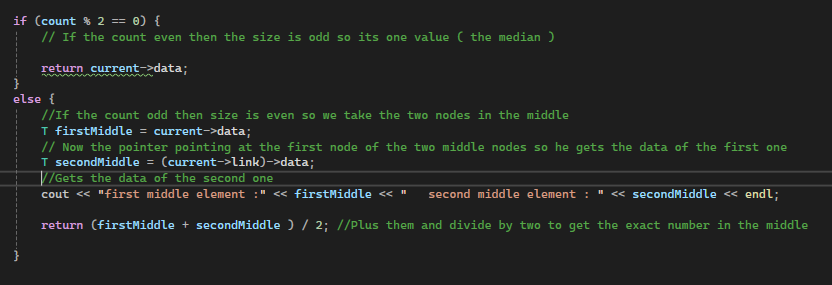 if (count % 2 == 0) {
// If the count even then the size is odd so its one value ( the median )
return current->data;
}
else {
//If the count odd then size is even so we take the two nodes in the middle
T firstMiddle = current->data;
// Now the pointer pointing at the first node of the two middle nodes so he gets the data of the first one
T secondMiddle = (current->link)->data;
//Gets the data of the second one
cout << "first middle element :" << firstMiddle << "   second middle element : " << secondMiddle << endl;
return (firstMiddle + secondMiddle ) / 2; //Plus them and divide by two to get the exact number in the middle
}